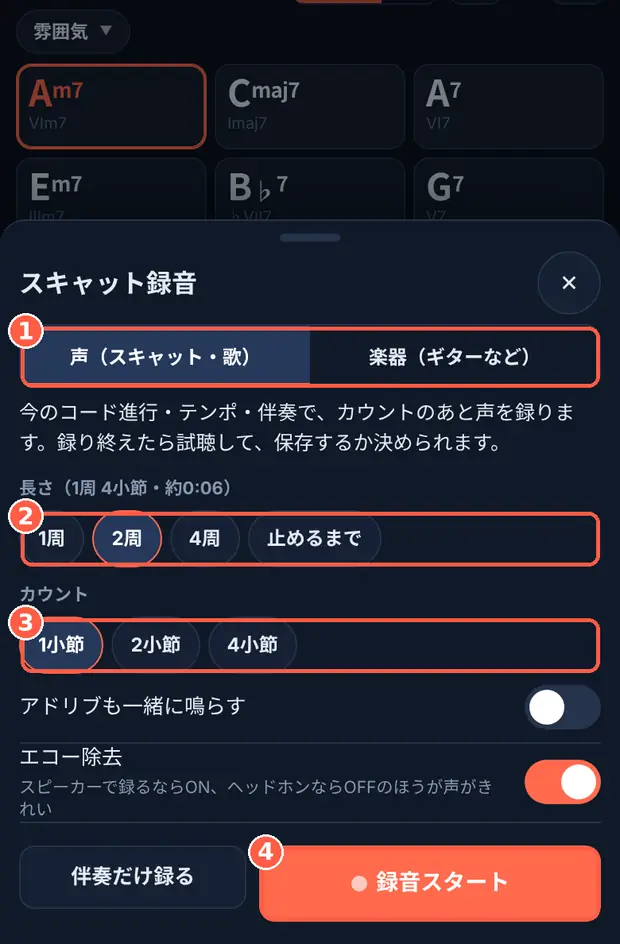 雰囲気 ▼
Am7
VIm7
Cmaj7
Imaj7
A7
VI7
Em7
IIIm7
B♭7
♭VII7
G7
V7
スキャット録音
×
1
声（スキャット・歌）
楽器（ギターなど）
今のコード進行・テンポ・伴奏で、カウントのあと声を録りま
す。録り終えたら試聴して、保存するか決められます。
長さ（1周 4小節・約0:06）
2
1周
2周
4周
止めるまで
カウント
3
1小節
2小節
4小節
アドリブも一緒に鳴らす
エコー除去
スピーカーで録るならON、ヘッドホンならOFFのほうが声がき
れい
伴奏だけ録る
4
録音スタート